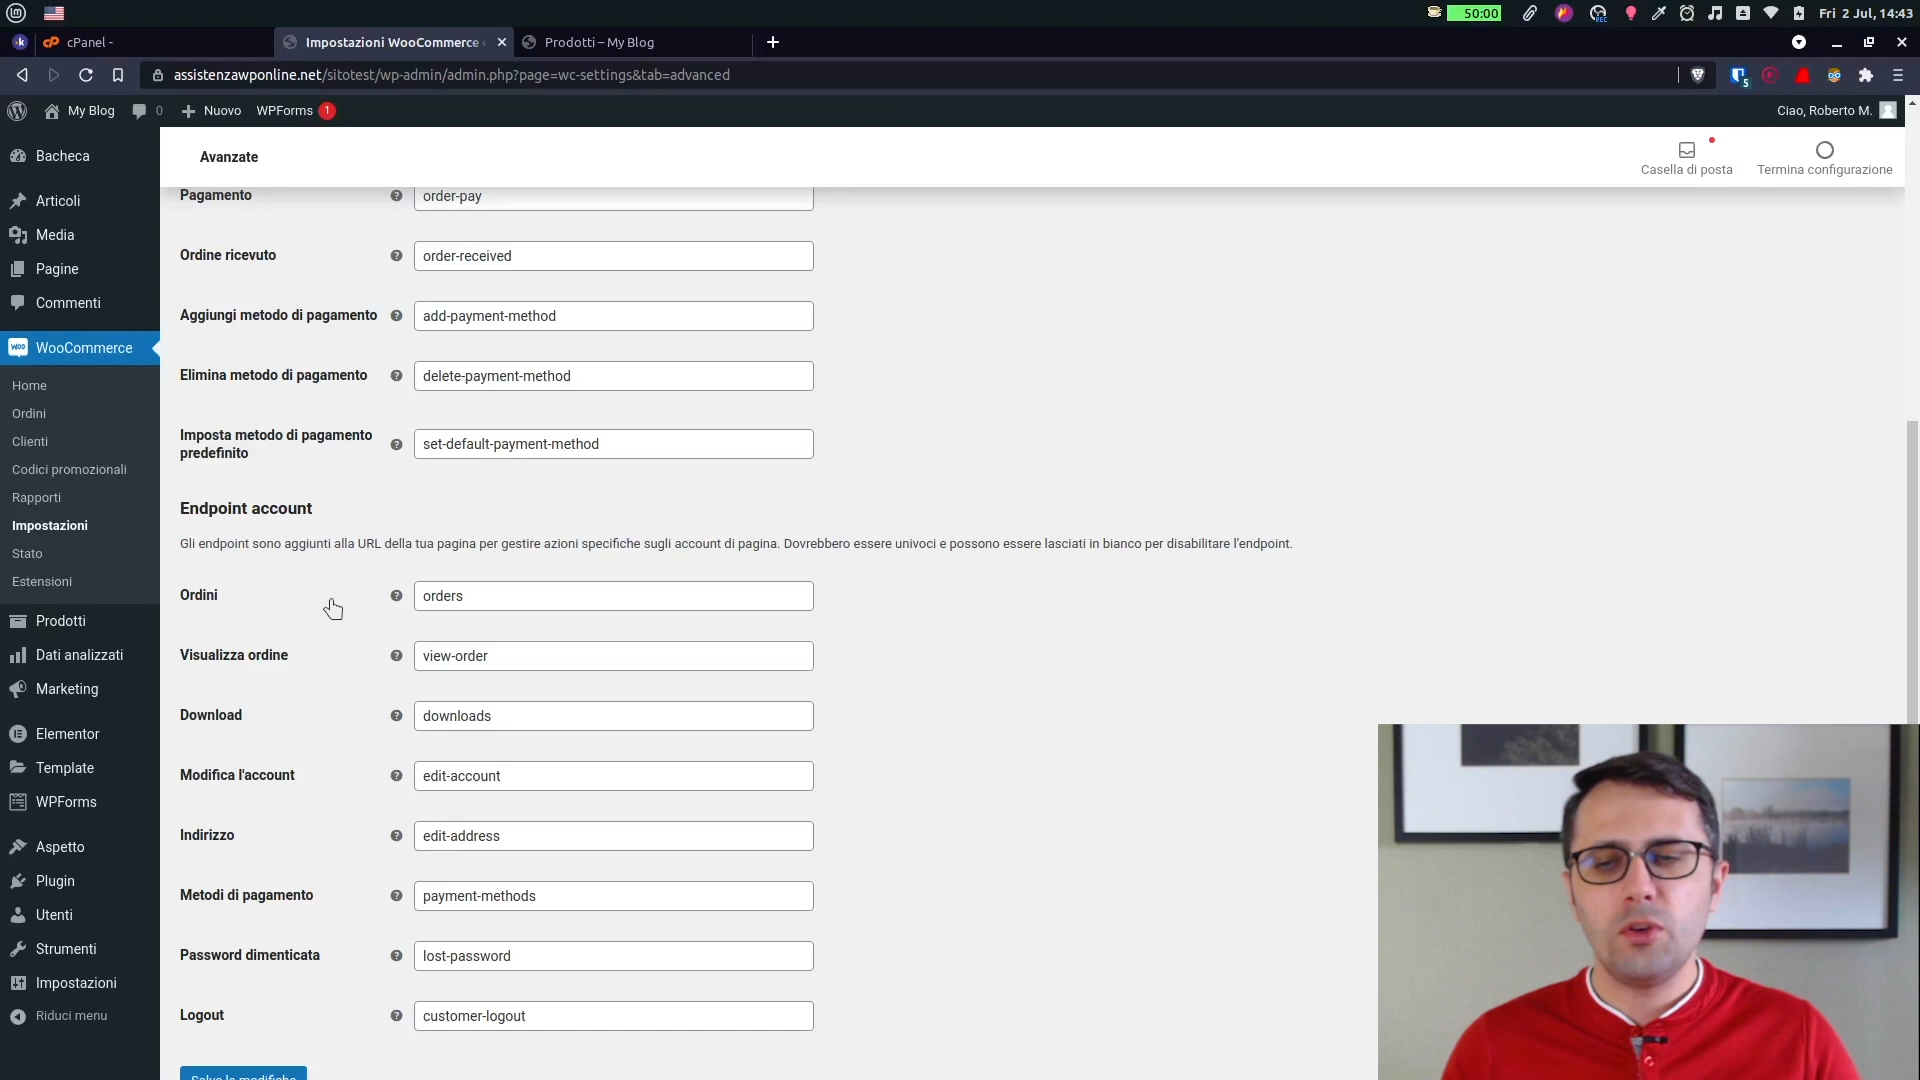 50:00
Fri 2 Jul, 14:43
cPanel -
Impostazioni WooCommerce
Prodotti – My Blog
assistenzawponline.net/sitotest/wp-admin/admin.php?page=wc-settings&tab=advanced
5
My Blog
0
Nuovo
WPForms 1
Ciao, Roberto M.
Avanzate
Casella di posta
Termina configurazione
Bacheca
Articoli
Media
Pagine
Commenti
WooCommerce
Home
Ordini
Clienti
Codici promozionali
Rapporti
Impostazioni
Stato
Estensioni
Prodotti
Dati analizzati
Marketing
Elementor
Template
WPForms
Aspetto
Plugin
Utenti
Strumenti
Impostazioni
Riduci menu
Pagamento
order-pay
Ordine ricevuto
order-received
Aggiungi metodo di pagamento
add-payment-method
Elimina metodo di pagamento
delete-payment-method
Imposta metodo di pagamento
predefinito
set-default-payment-method
Endpoint account
Gli endpoint sono aggiunti alla URL della tua pagina per gestire azioni specifiche sugli account di pagina. Dovrebbero essere univoci e possono essere lasciati in bianco per disabilitare l'endpoint.
Ordini
orders
Visualizza ordine
view-order
Download
downloads
Modifica l'account
edit-account
Indirizzo
edit-address
Metodi di pagamento
payment-methods
Password dimenticata
lost-password
Logout
customer-logout
Salva le modifiche